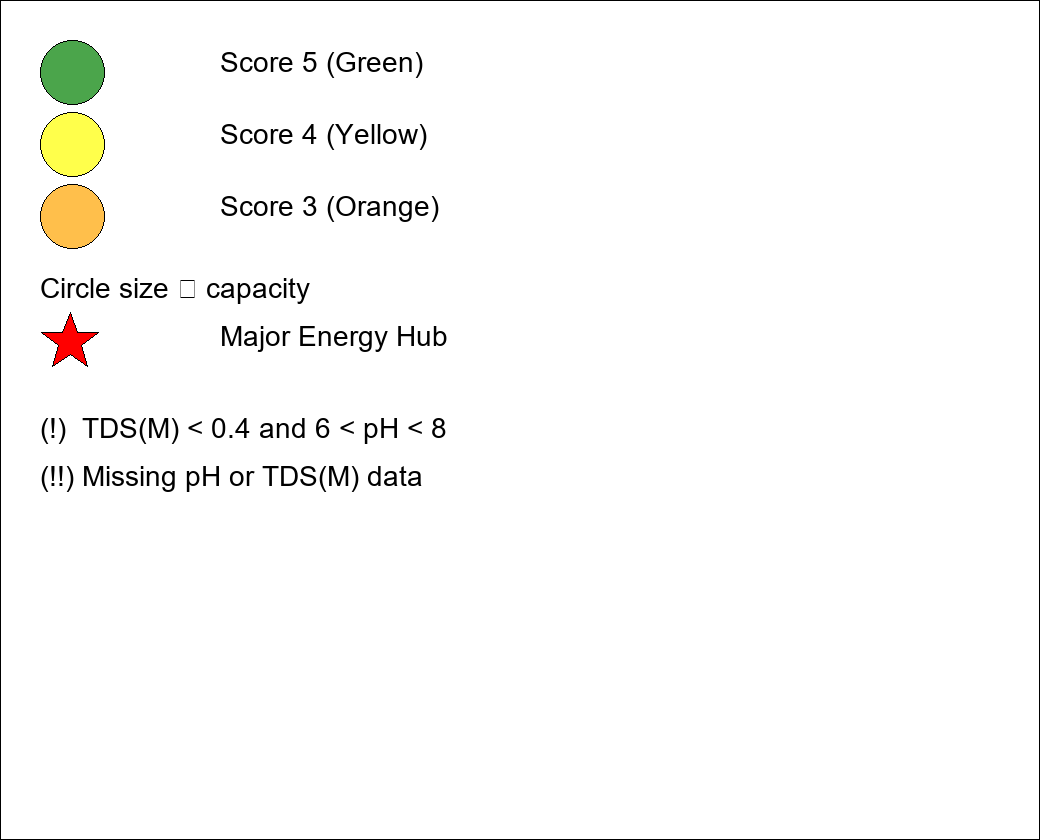 Score 5 (Green)
Score 4 (Yellow)
Score 3 (Orange)
Circle size □ capacity
Major Energy Hub
(!) TDS(M) < 0.4 and 6 < pH < 8
(!!) Missing pH or TDS(M) data